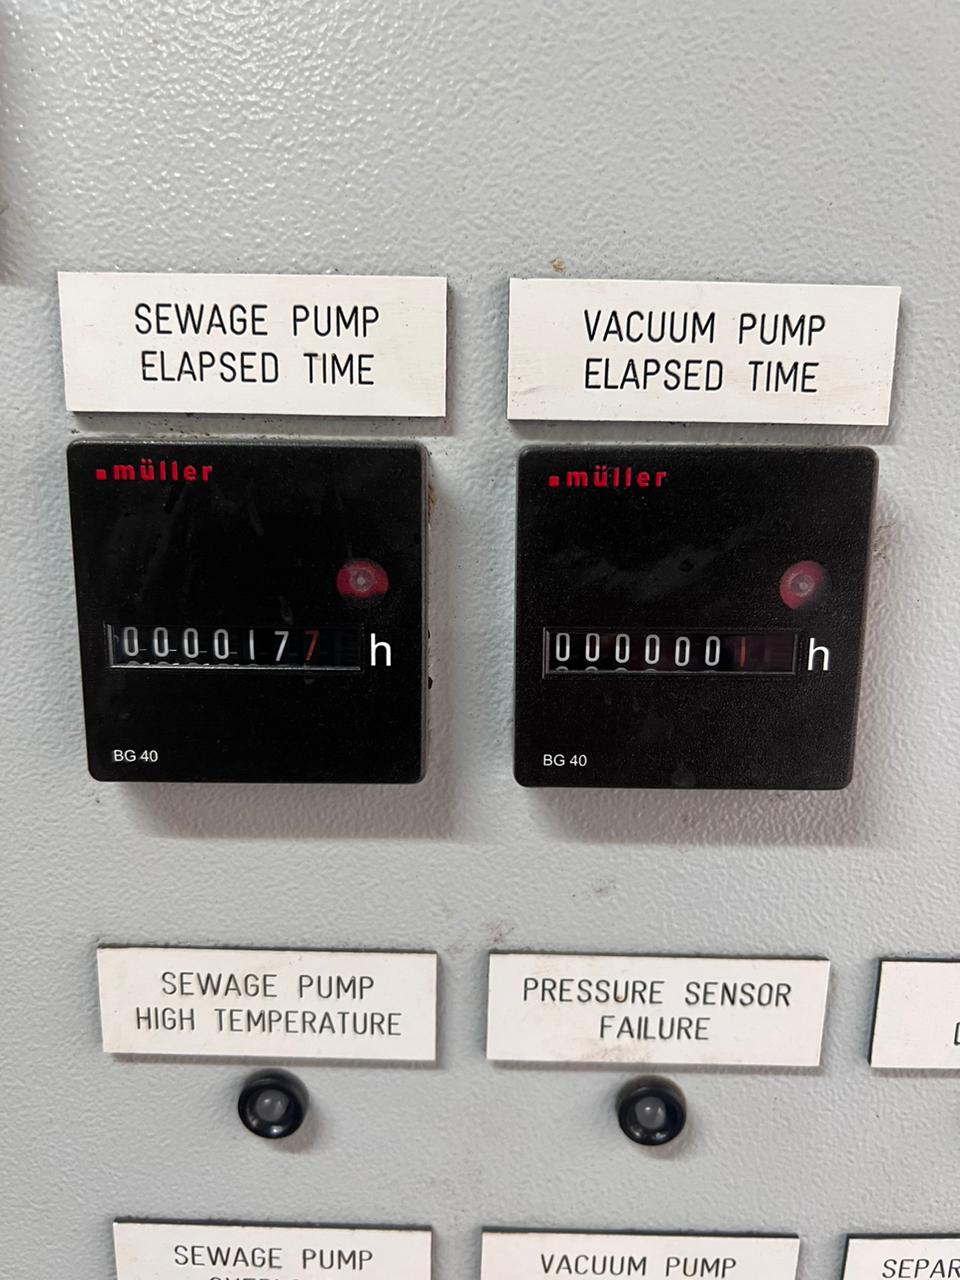 SEWAGE PUMP
ELAPSED TIME
VACUUM PUMP
ELAPSED TIME
müller
0000177 h
BG 40
müller
0000001 h
BG 40
SEWAGE PUMP
HIGH TEMPERATURE
PRESSURE SENSOR
FAILURE
SEWAGE PUMP
VACUUM PUMP